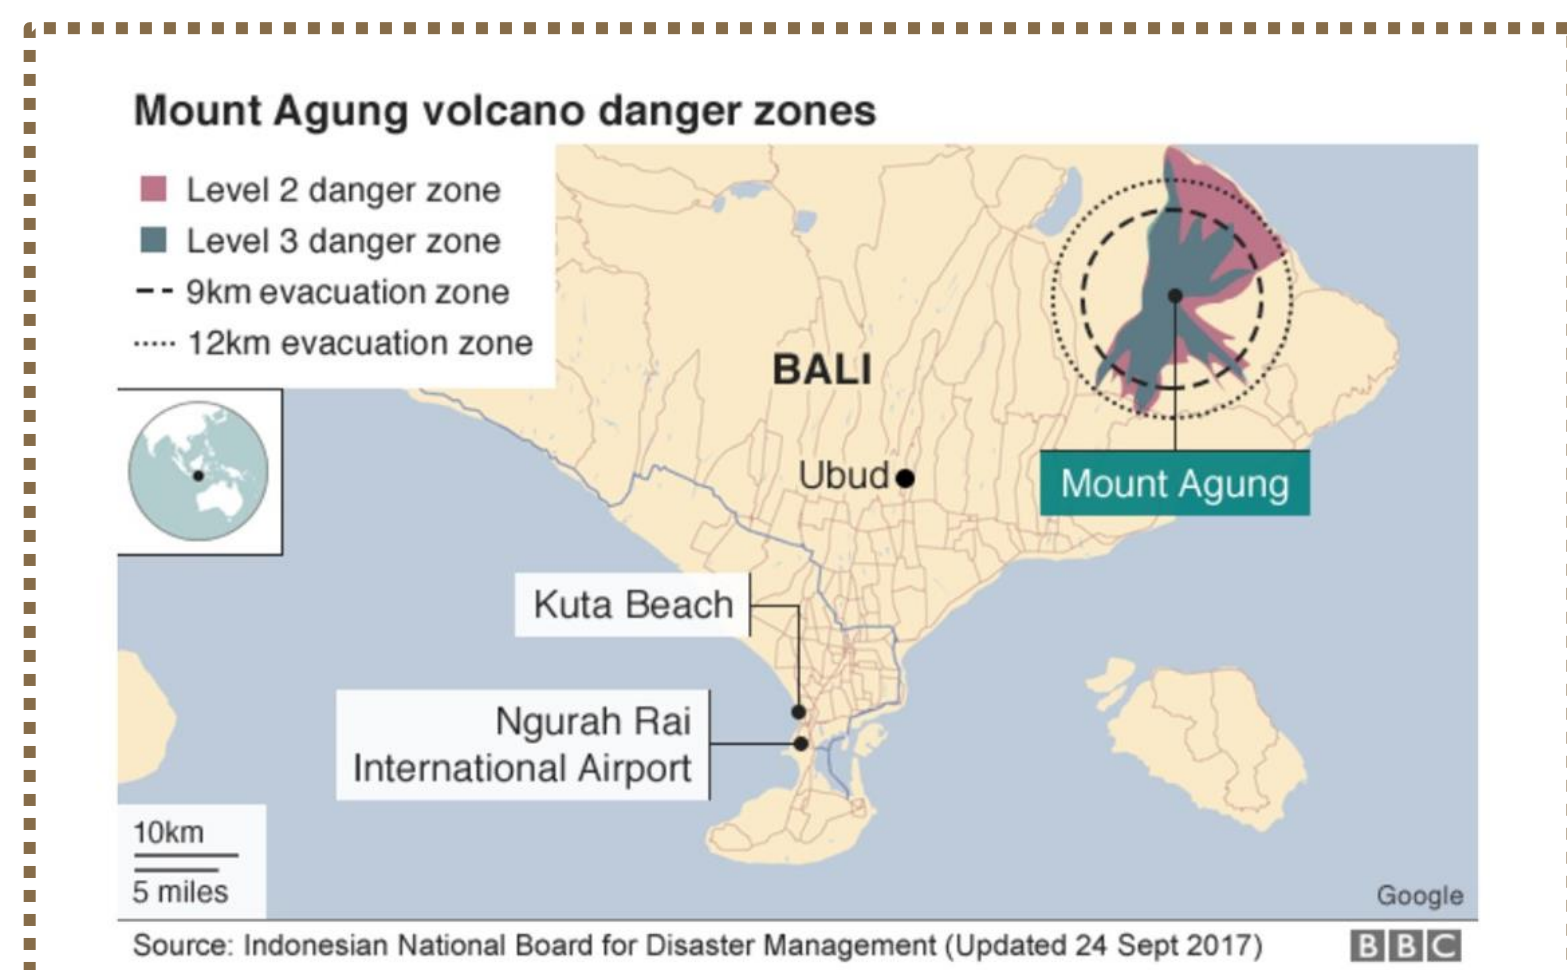 Mount Agung volcano danger zones
Level 2 danger zone
Level 3 danger zone
9km evacuation zone
12km evacuation zone
BALI
Ubud
Mount Agung
Kuta Beach
Ngurah Rai
International Airport
10km
5 miles
Google
Source: Indonesian National Board for Disaster Management (Updated 24 Sept 2017)
BBC